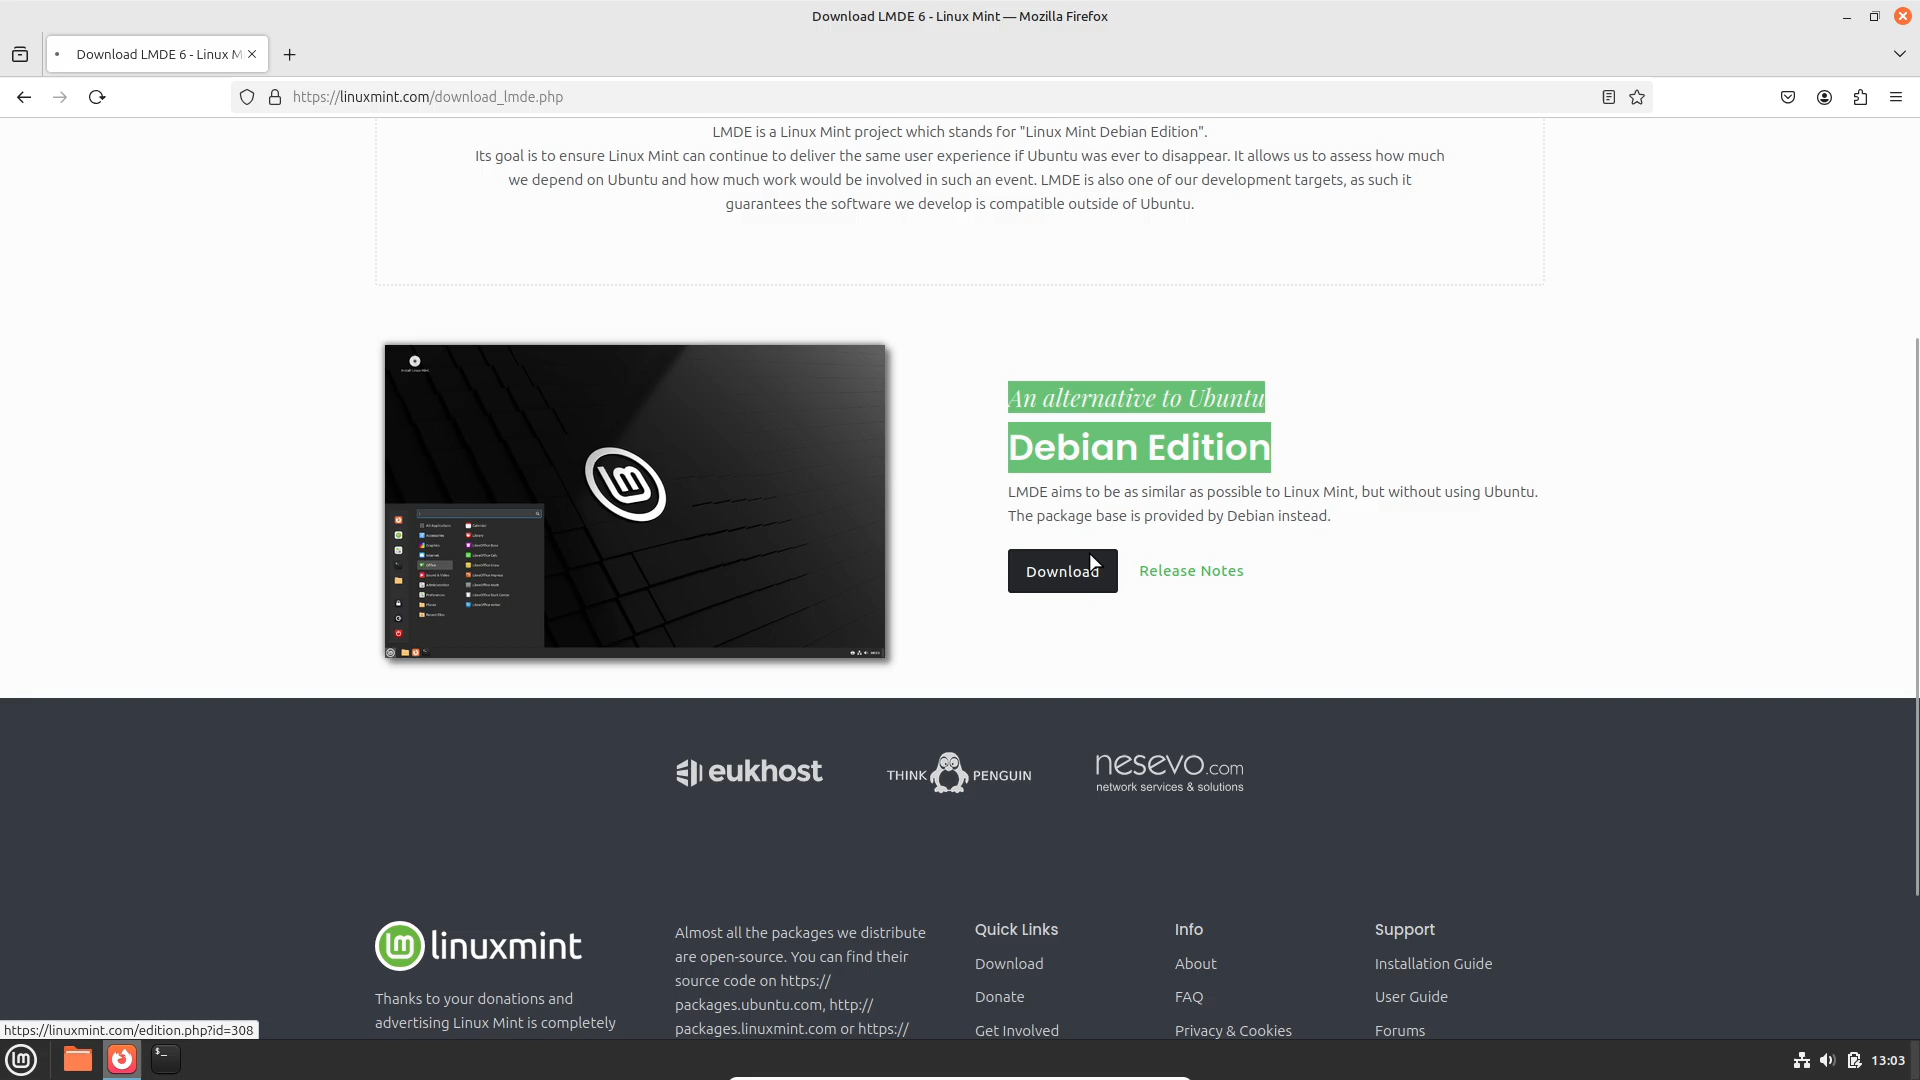 Download LMDE 6 - Linux Mint — Mozilla Firefox
Download LMDE 6 - Linux M
https://linuxmint.com/download_lmde.php
LMDE is a Linux Mint project which stands for "Linux Mint Debian Edition".
Its goal is to ensure Linux Mint can continue to deliver the same user experience if Ubuntu was ever to disappear. It allows us to assess how much
we depend on Ubuntu and how much work would be involved in such an event. LMDE is also one of our development targets, as such it
guarantees the software we develop is compatible outside of Ubuntu.
An alternative to Ubuntu
Debian Edition
LMDE aims to be as similar as possible to Linux Mint, but without using Ubuntu.
The package base is provided by Debian instead.
Download
Release Notes
eukhost
THINK PENGUIN
nesevo.com
network services & solutions
linuxmint
Thanks to your donations and
advertising Linux Mint is completely
Almost all the packages we distribute
are open-source. You can find their
source code on https://
packages.ubuntu.com, http://
packages.linuxmint.com or https://
Quick Links
Download
Donate
Get Involved
Info
About
FAQ
Privacy & Cookies
Support
Installation Guide
User Guide
Forums
https://linuxmint.com/edition.php?id=308
13:03